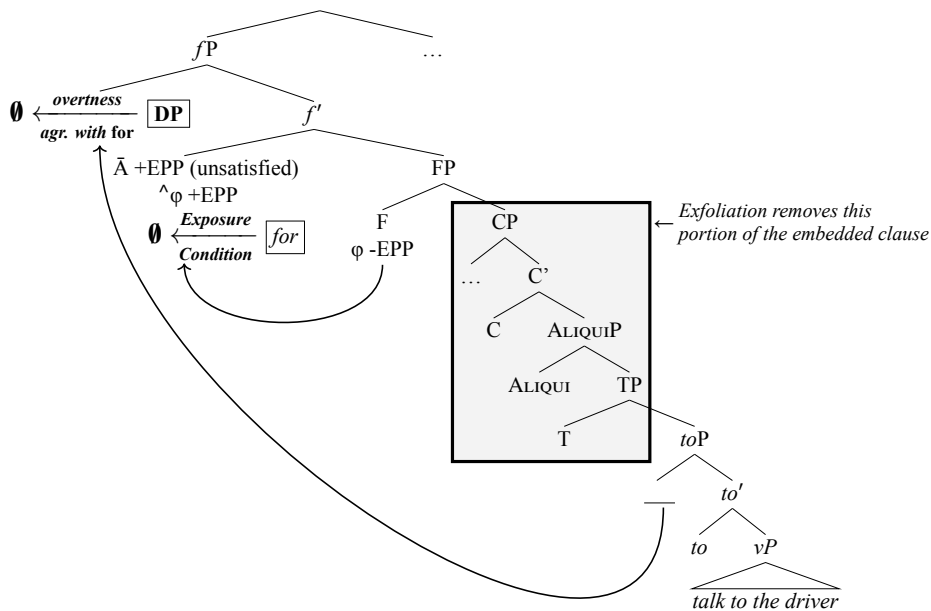 fP …
overtness
∅ DP f′
agr. with for
Ā +EPP (unsatisfied) FP
^φ +EPP
F CP ← Exfoliation removes this
∅ Exposure for
Condition φ -EPP portion of the embedded clause
… C’
C ALIQUIP
ALIQUI TP
T toP
__ to′
to vP
talk to the driver